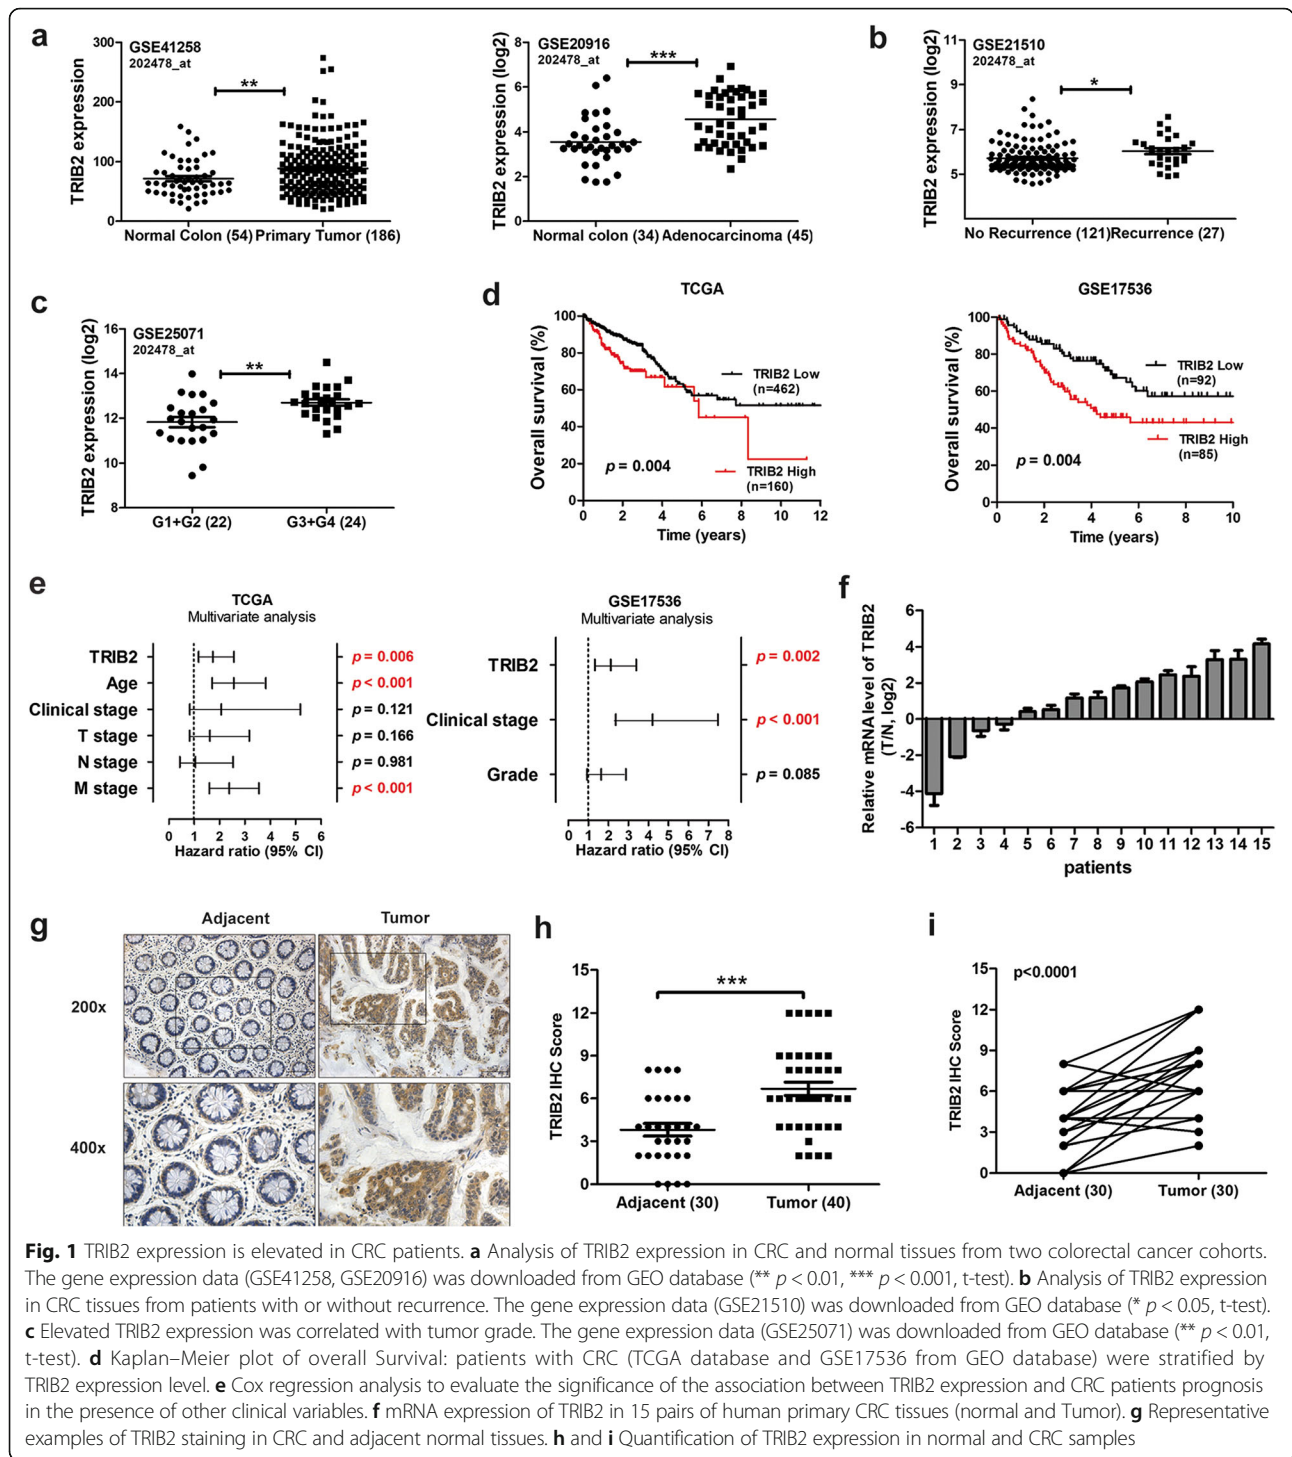 a
GSE41258
202478_at
**
TRIB2 expression
300
200
100
0
Normal Colon (54) Primary Tumor (186)
GSE20916
202478_at
***
TRIB2 expression (log2)
8
6
4
2
0
Normal colon (34) Adenocarcinoma (45)
b
GSE21510
202478_at
*
TRIB2 expression (log2)
11
9
7
5
No Recurrence (121) Recurrence (27)
c
GSE25071
202478_at
**
TRIB2 expression (log2)
16
14
12
10
8
G1+G2 (22) G3+G4 (24)
d
TCGA
Overall survival (%)
100
80
60
40
20
0
TRIB2 Low
(n=462)
TRIB2 High
(n=160)
p = 0.004
0 2 4 6 8 10 12
Time (years)
GSE17536
Overall survival (%)
100
80
60
40
20
0
TRIB2 Low
(n=92)
TRIB2 High
(n=85)
p = 0.004
0 2 4 6 8 10
Time (years)
e
TCGA
Multivariate analysis
TRIB2 p = 0.006
Age p < 0.001
Clinical stage p = 0.121
T stage p = 0.166
N stage p = 0.981
M stage p < 0.001
0 1 2 3 4 5 6
Hazard ratio (95% CI)
GSE17536
Multivariate analysis
TRIB2 p = 0.002
Clinical stage p < 0.001
Grade p = 0.085
0 1 2 3 4 5 6 7 8
Hazard ratio (95% CI)
f
Relative mRNA level of TRIB2
(T/N, log2)
6
4
2
0
-2
-4
-6
1 2 3 4 5 6 7 8 9 10 11 12 13 14 15
patients
g
Adjacent Tumor
200x
400x
h
***
TRIB2 IHC Score
15
12
9
6
3
0
Adjacent (30) Tumor (40)
i
p<0.0001
TRIB2 IHC Score
15
12
9
6
3
0
Adjacent (30) Tumor (30)
Fig. 1 TRIB2 expression is elevated in CRC patients. a Analysis of TRIB2 expression in CRC and normal tissues from two colorectal cancer cohorts.
The gene expression data (GSE41258, GSE20916) was downloaded from GEO database (** p < 0.01, *** p < 0.001, t-test). b Analysis of TRIB2 expression
in CRC tissues from patients with or without recurrence. The gene expression data (GSE21510) was downloaded from GEO database (* p < 0.05, t-test).
c Elevated TRIB2 expression was correlated with tumor grade. The gene expression data (GSE25071) was downloaded from GEO database (** p < 0.01,
t-test). d Kaplan–Meier plot of overall Survival: patients with CRC (TCGA database and GSE17536 from GEO database) were stratified by
TRIB2 expression level. e Cox regression analysis to evaluate the significance of the association between TRIB2 expression and CRC patients prognosis
in the presence of other clinical variables. f mRNA expression of TRIB2 in 15 pairs of human primary CRC tissues (normal and Tumor). g Representative
examples of TRIB2 staining in CRC and adjacent normal tissues. h and i Quantification of TRIB2 expression in normal and CRC samples